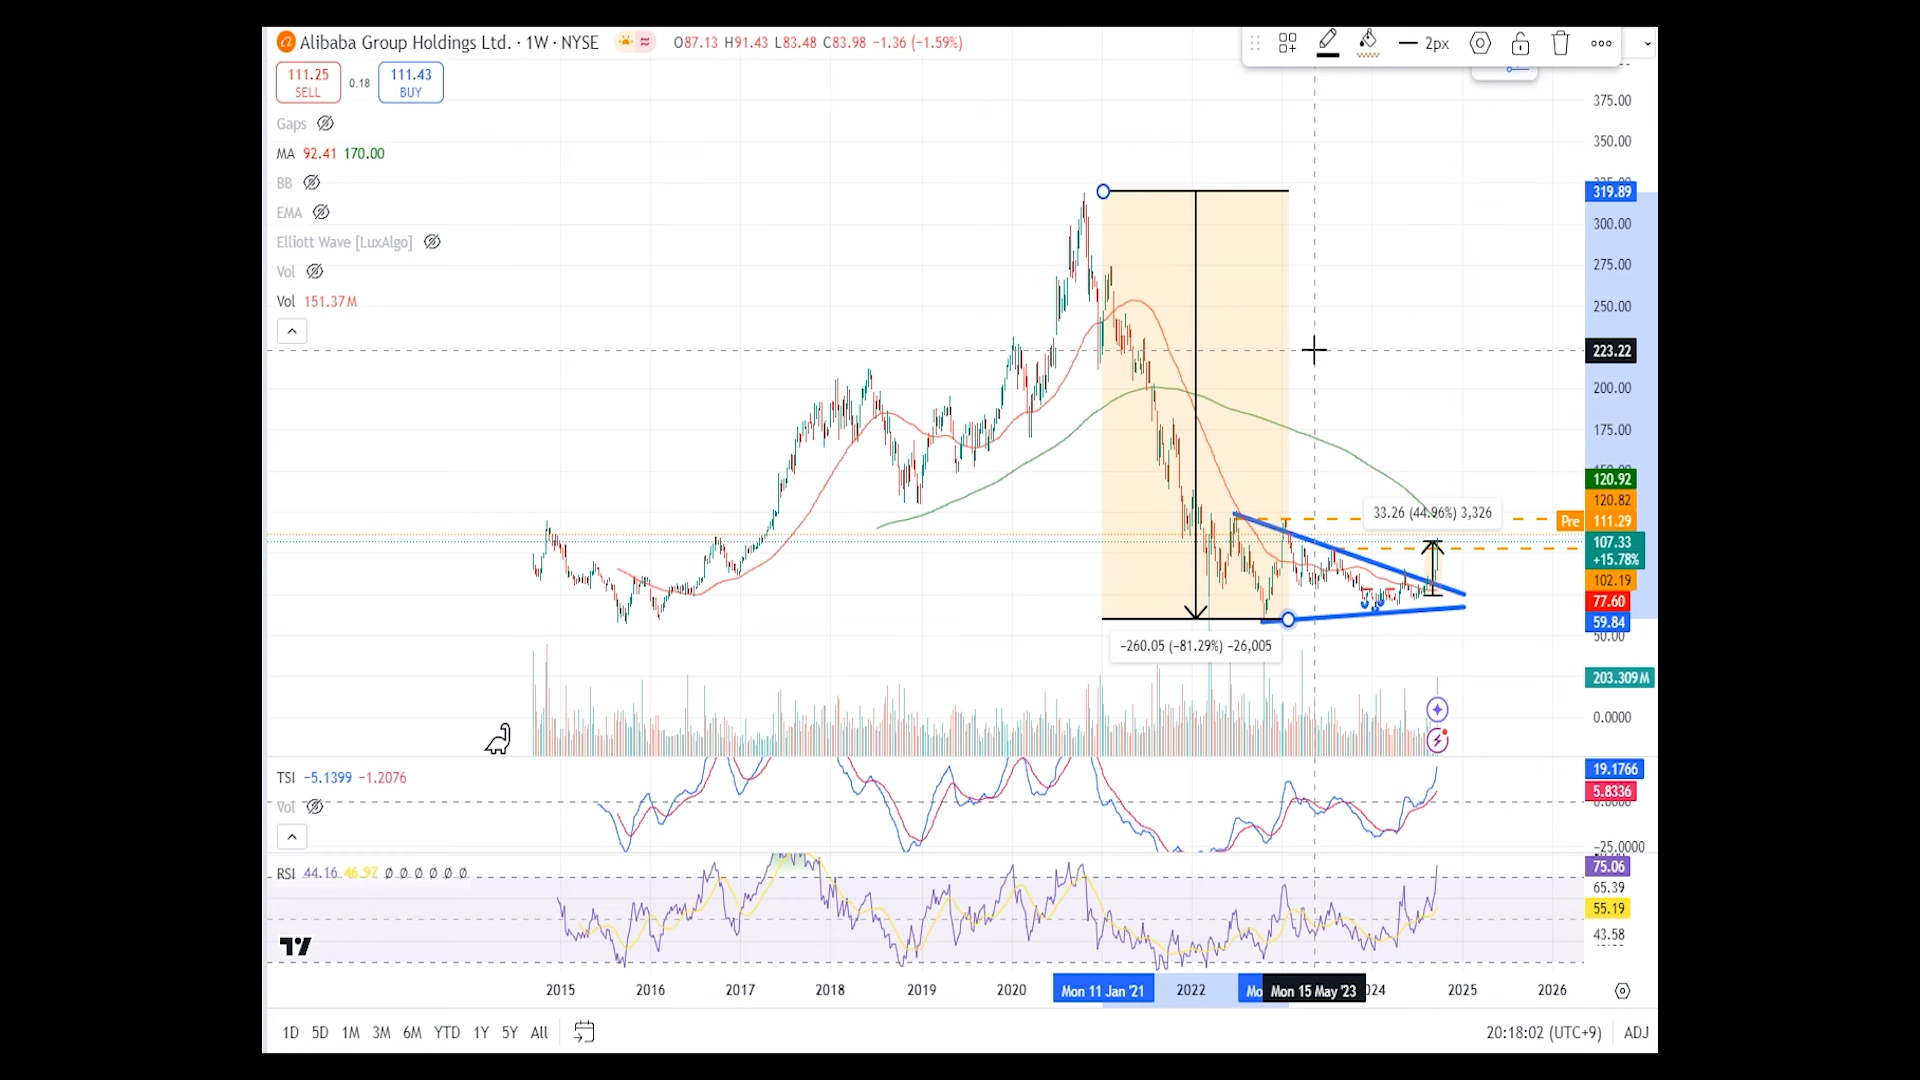 Alibaba Group Holdings Ltd. · 1W · NYSE O87.13 H91.43 L83.48 C83.98 −1.36 (−1.59%)
2px
111.25 SELL
0.18
111.43 BUY
Gaps
MA 92.41 170.00
BB
EMA
Elliott Wave [LuxAlgo]
Vol
Vol 151.37M
375.00
350.00
319.89
300.00
275.00
250.00
223.22
200.00
175.00
120.92
120.82
Pre 111.29
107.33
+15.78%
102.19
77.60
59.84
50.00
203.309M
0.0000
33.26 (44.96%) 3,326
−260.05 (−81.29%) −26,005
TSI −5.1399 −1.2076
Vol
19.1766
5.8336
−25.0000
RSI 44.16 46.97 Ø Ø Ø Ø Ø Ø
75.06
65.39
55.19
43.58
2015 2016 2017 2018 2019 2020 Mon 11 Jan '21 2022 Mo Mon 15 May '23 024 2025 2026
1D 5D 1M 3M 6M YTD 1Y 5Y All
20:18:02 (UTC+9) ADJ